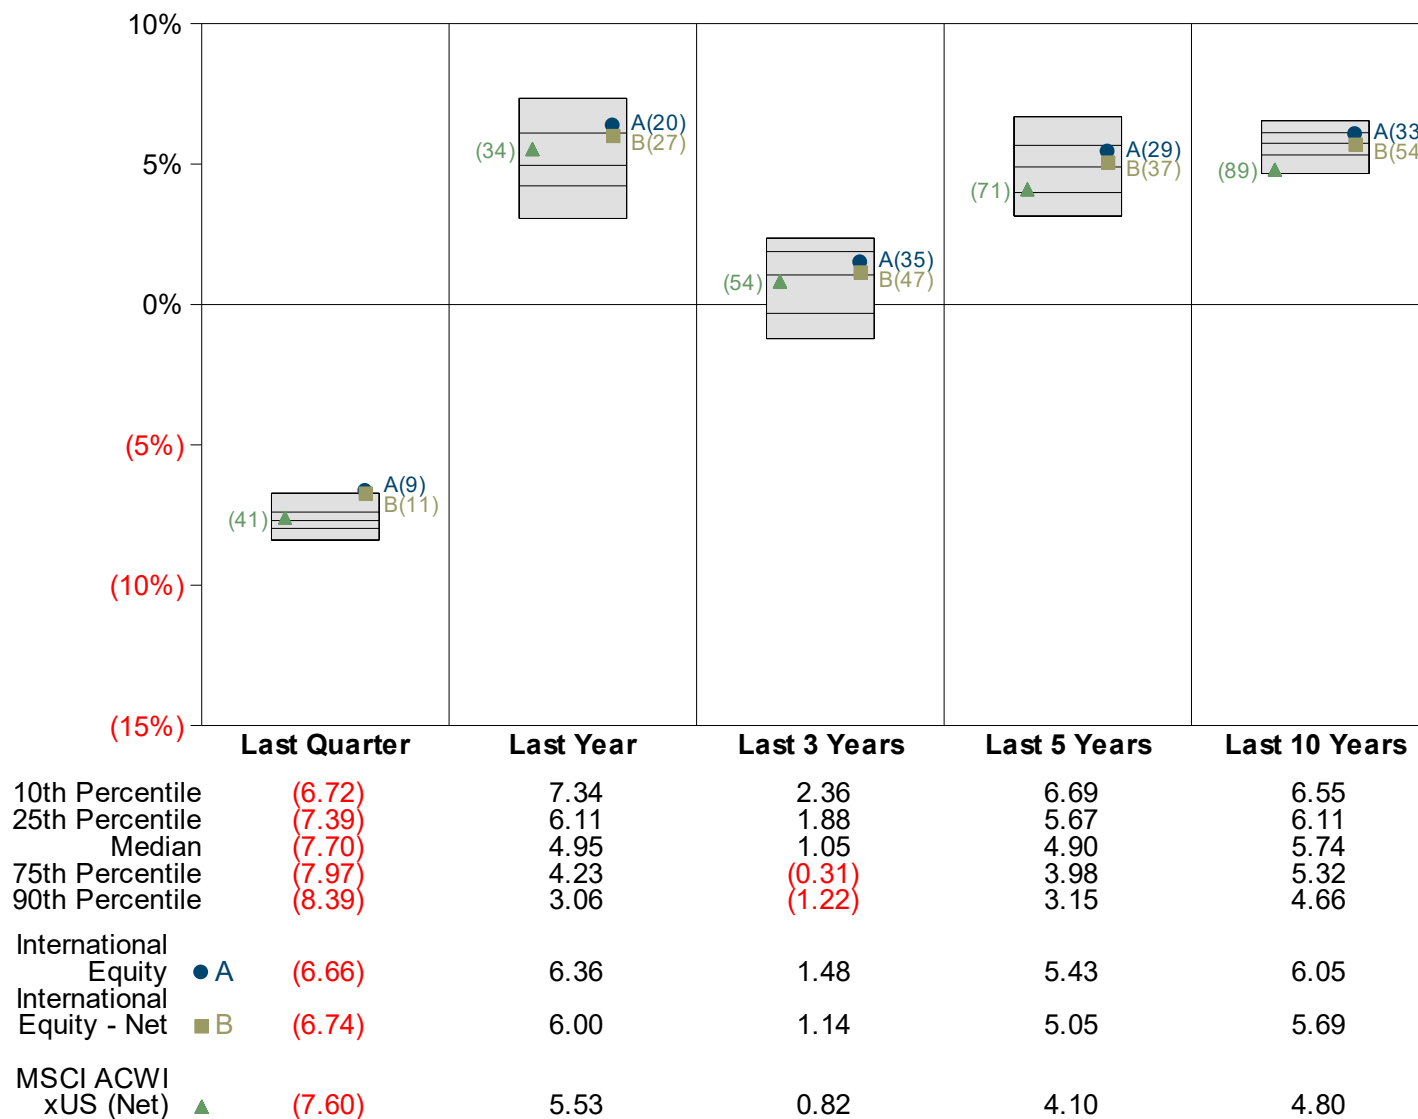 10%
5%
0%
(5%)
(10%)
(15%)
(41)
A(9)
B(11)
(34)
A(20)
B(27)
(54)
A(35)
B(47)
(71)
A(29)
B(37)
(89)
A(33
B(54
Last Quarter Last Year Last 3 Years Last 5 Years Last 10 Years
10th Percentile (6.72) 7.34 2.36 6.69 6.55
25th Percentile (7.39) 6.11 1.88 5.67 6.11
Median (7.70) 4.95 1.05 4.90 5.74
75th Percentile (7.97) 4.23 (0.31) 3.98 5.32
90th Percentile (8.39) 3.06 (1.22) 3.15 4.66
International
Equity A (6.66) 6.36 1.48 5.43 6.05
International
Equity - Net B (6.74) 6.00 1.14 5.05 5.69
MSCI ACWI
xUS (Net) (7.60) 5.53 0.82 4.10 4.80